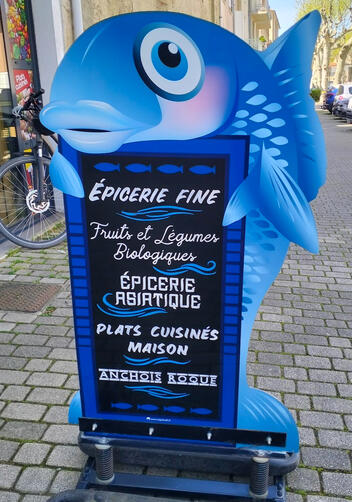 ÉPICERIE FINE
Fruits et Légumes
Biologiques
ÉPICERIE
ASIATIQUE
PLATS CUISINÉS
MAISON
ANCHOIS ROQUE